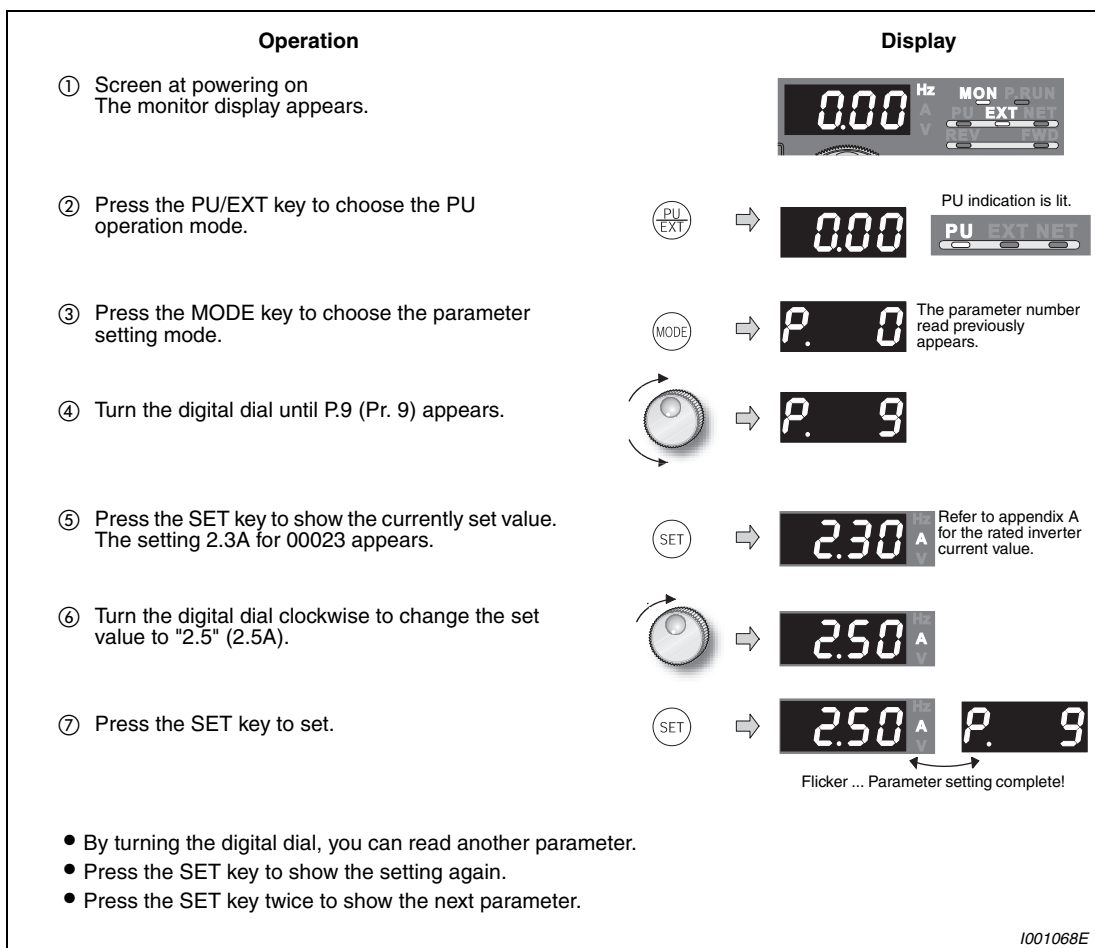 Operation
Display
① Screen at powering on
The monitor display appears.
0.00 Hz A V
MON P.RUN
PU EXT NET
REV FWD
② Press the PU/EXT key to choose the PU
operation mode.
PU
EXT
0.00
PU indication is lit.
PU EXT NET
③ Press the MODE key to choose the parameter
setting mode.
MODE
P. 0
The parameter number
read previously
appears.
④ Turn the digital dial until P.9 (Pr. 9) appears.
P. 9
⑤ Press the SET key to show the currently set value.
The setting 2.3A for 00023 appears.
SET
2.30 Hz A V
Refer to appendix A
for the rated inverter
current value.
⑥ Turn the digital dial clockwise to change the set
value to "2.5" (2.5A).
2.50 Hz A V
⑦ Press the SET key to set.
SET
2.50 Hz A V
P. 9
Flicker ... Parameter setting complete!
● By turning the digital dial, you can read another parameter.
● Press the SET key to show the setting again.
● Press the SET key twice to show the next parameter.
I001068E